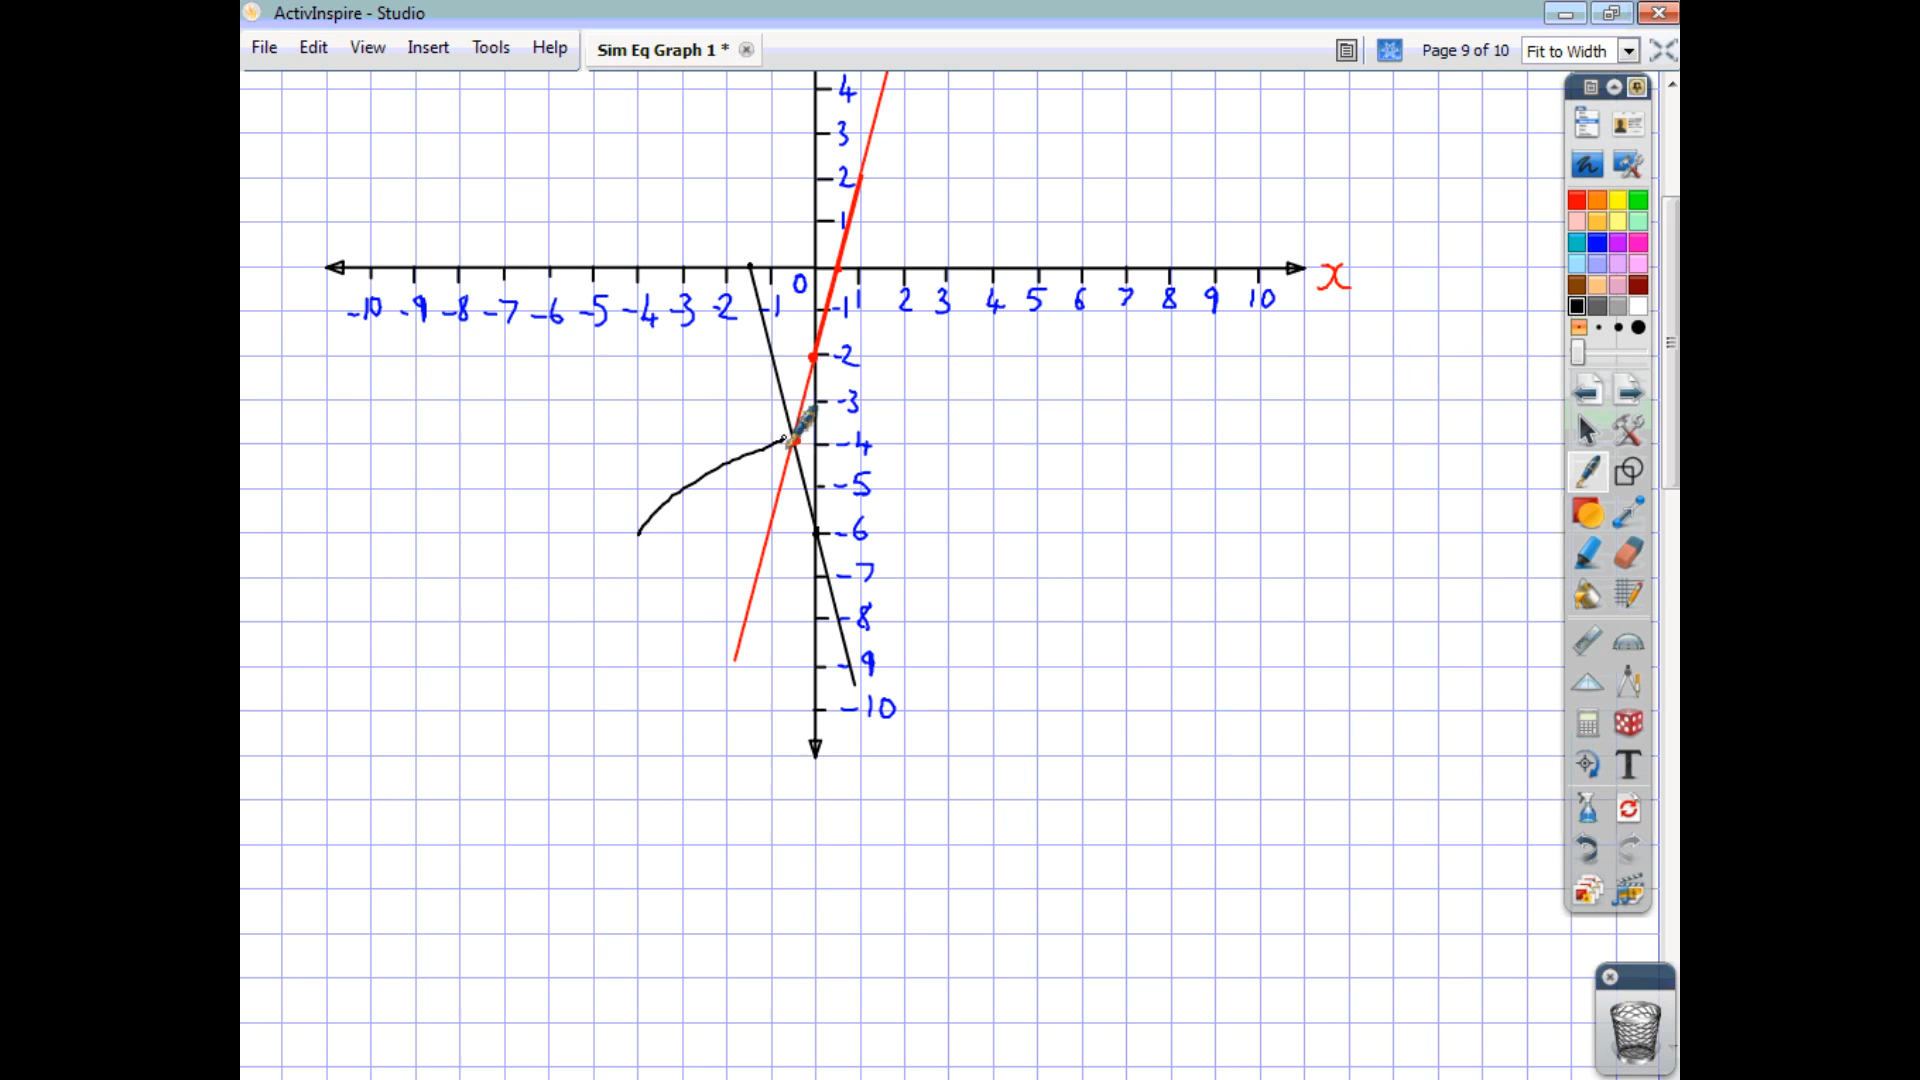 ActivInspire - Studio
File Edit View Insert Tools Help
Sim Eq Graph 1 *
Page 9 of 10
Fit to Width
4
3
2
1
0
x
-10 -9 -8 -7 -6 -5 -4 -3 -2 -1
1 2 3 4 5 6 7 8 9 10
-1
-2
-3
-4
-5
-6
-7
-8
-9
-10
T